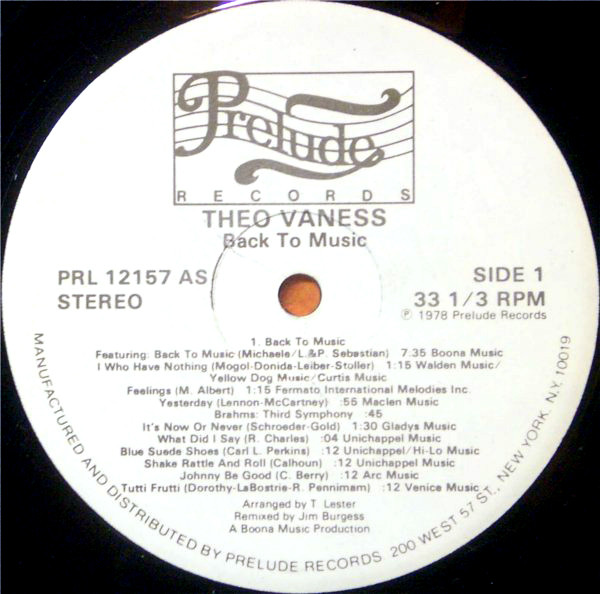 Prelude
RECORDS
THEO VANESS
Back To Music
PRL 12157 AS
STEREO
SIDE 1
33 1/3 RPM
℗ 1978 Prelude Records
1. Back To Music
Featuring: Back To Music (Michaele/L.&P. Sebastian) 7.35 Boona Music
I Who Have Nothing (Mogol-Donida-Leiber-Stoller) 1:15 Walden Music/
Yellow Dog Music/Curtis Music
Feelings (M. Albert) 1:15 Fermato International Melodies Inc.
Yesterday (Lennon-McCartney) :55 Maclen Music
Brahms: Third Symphony :45
It's Now Or Never (Schroeder-Gold) 1:30 Gladys Music
What Did I Say (R. Charles) :04 Unichappel Music
Blue Suede Shoes (Carl L. Perkins) :12 Unichappel/Hi-Lo Music
Shake Rattle And Roll (Calhoun) :12 Unichappel Music
Johnny Be Good (C. Berry) :12 Arc Music
Tutti Frutti (Dorothy-LaBostrie-R. Pennimam) :12 Venice Music
Arranged by T. Lester
Remixed by Jim Burgess
A Boona Music Production
MANUFACTURED AND DISTRIBUTED BY PRELUDE RECORDS. 200 WEST 57 ST., NEW YORK. N.Y. 10019